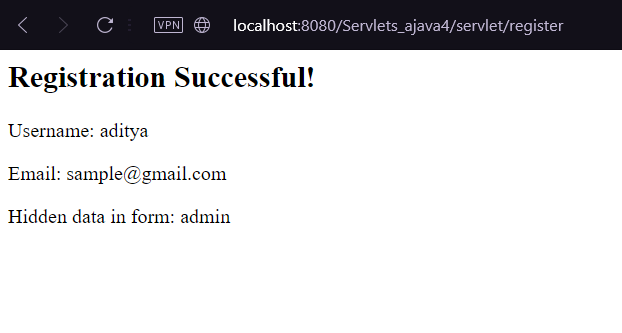 VPN localhost:8080/Servlets_ajava4/servlet/register
Registration Successful!
Username: aditya
Email: sample@gmail.com
Hidden data in form: admin